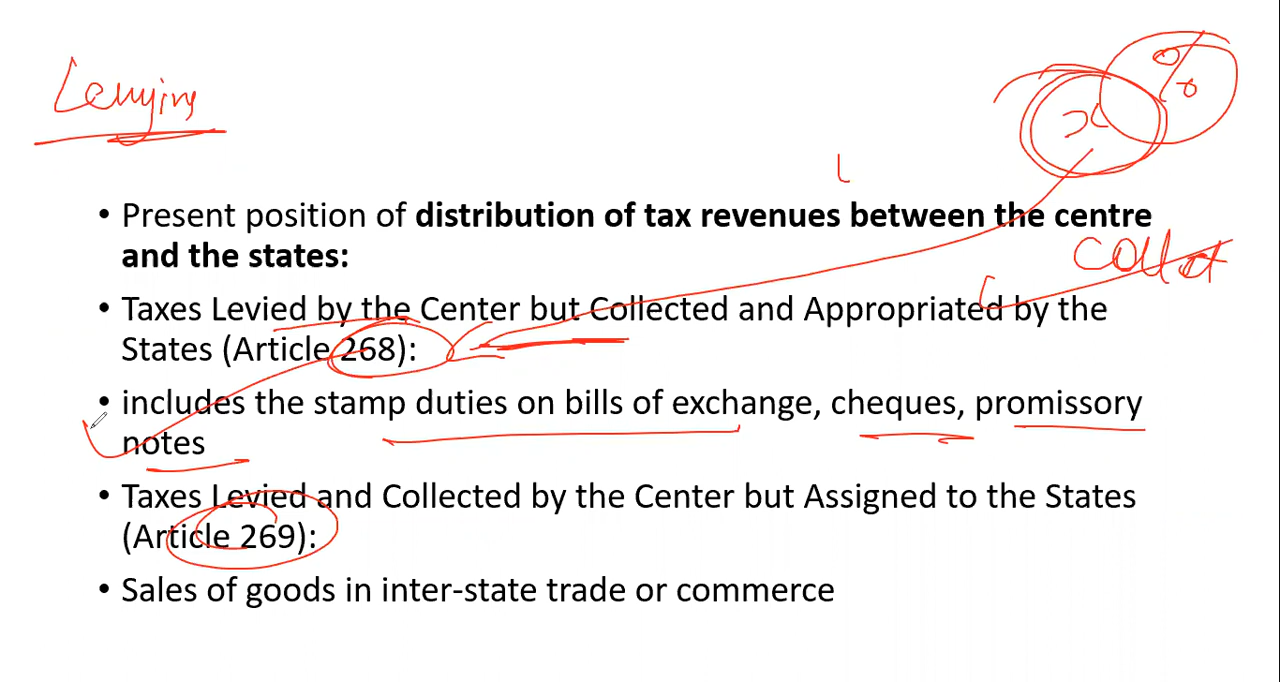 Levying
• Present position of distribution of tax revenues between the centre
and the states:
collect
• Taxes Levied by the Center but Collected and Appropriated by the
States (Article 268):
• includes the stamp duties on bills of exchange, cheques, promissory
notes
• Taxes Levied and Collected by the Center but Assigned to the States
(Article 269):
• Sales of goods in inter-state trade or commerce